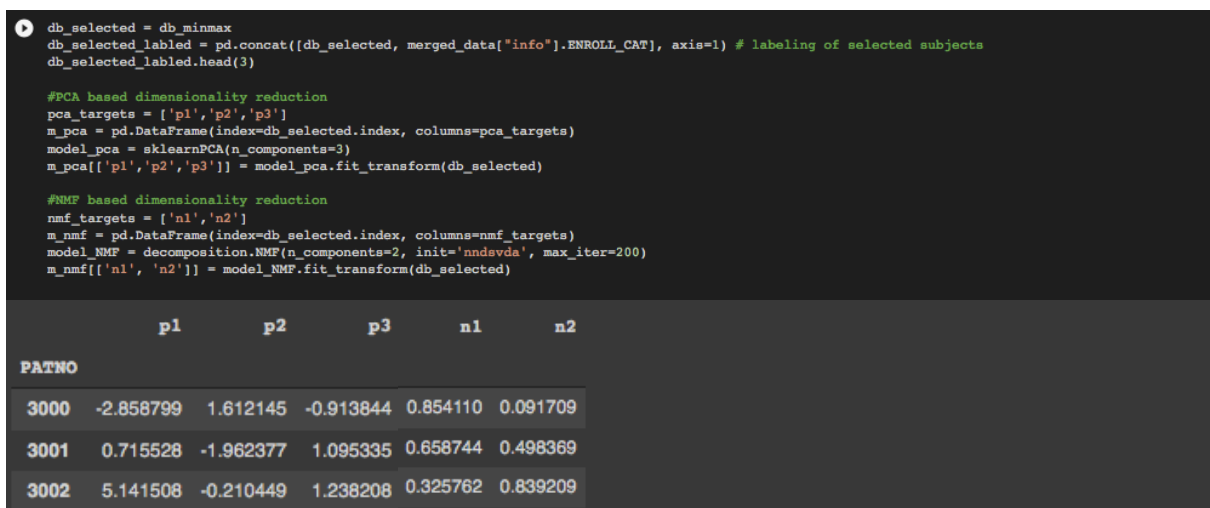 db_selected = db_minmax
db_selected_labled = pd.concat([db_selected, merged_data["info"].ENROLL_CAT], axis=1) # labeling of selected subjects
db_selected_labled.head(3)
#PCA based dimensionality reduction
pca_targets = ['p1','p2','p3']
m_pca = pd.DataFrame(index=db_selected.index, columns=pca_targets)
model_pca = sklearnPCA(n_components=3)
m_pca[['p1','p2','p3']] = model_pca.fit_transform(db_selected)
#NMF based dimensionality reduction
nmf_targets = ['n1','n2']
m_nmf = pd.DataFrame(index=db_selected.index, columns=nmf_targets)
model_NMF = decomposition.NMF(n_components=2, init='nndsvda', max_iter=200)
m_nmf[['n1', 'n2']] = model_NMF.fit_transform(db_selected)
p1 p2 p3 n1 n2
PATNO
3000 -2.858799 1.612145 -0.913844 0.854110 0.091709
3001 0.715528 -1.962377 1.095335 0.658744 0.498369
3002 5.141508 -0.210449 1.238208 0.325762 0.839209